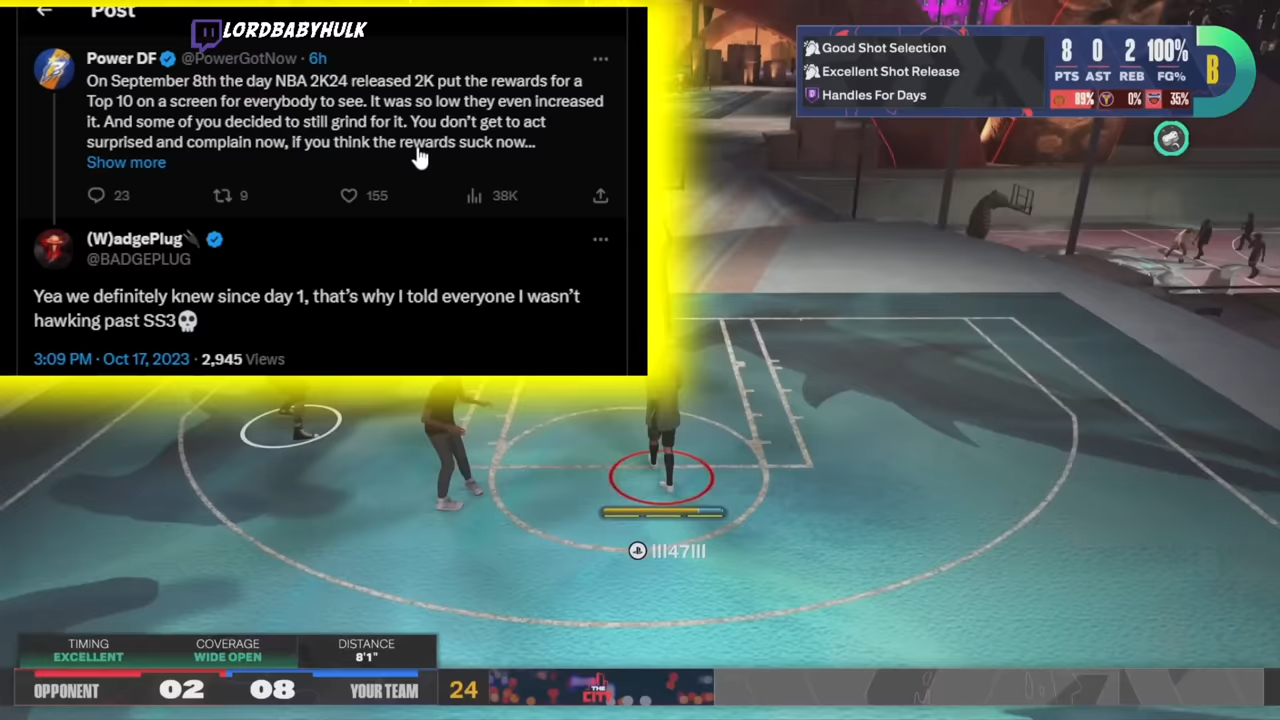 Post
LORDBABYHULK
Power DF @PowerGotNow · 6h
On September 8th the day NBA 2K24 released 2K put the rewards for a
Top 10 on a screen for everybody to see. It was so low they even increased
it. And some of you decided to still grind for it. You don't get to act
surprised and complain now, if you think the rewards suck now...
Show more
23 9 155 38K
(W)adgePlug
@BADGEPLUG
Yea we definitely knew since day 1, that's why I told everyone I wasn't
hawking past SS3💀
3:09 PM · Oct 17, 2023 · 2,945 Views
Good Shot Selection
Excellent Shot Release
Handles For Days
8 0 2 100%
PTS AST REB FG%
89% 0% 35%
B
III47III
TIMING COVERAGE DISTANCE
EXCELLENT WIDE OPEN 8'1"
OPPONENT 02 08 YOUR TEAM 24
THE
CITY